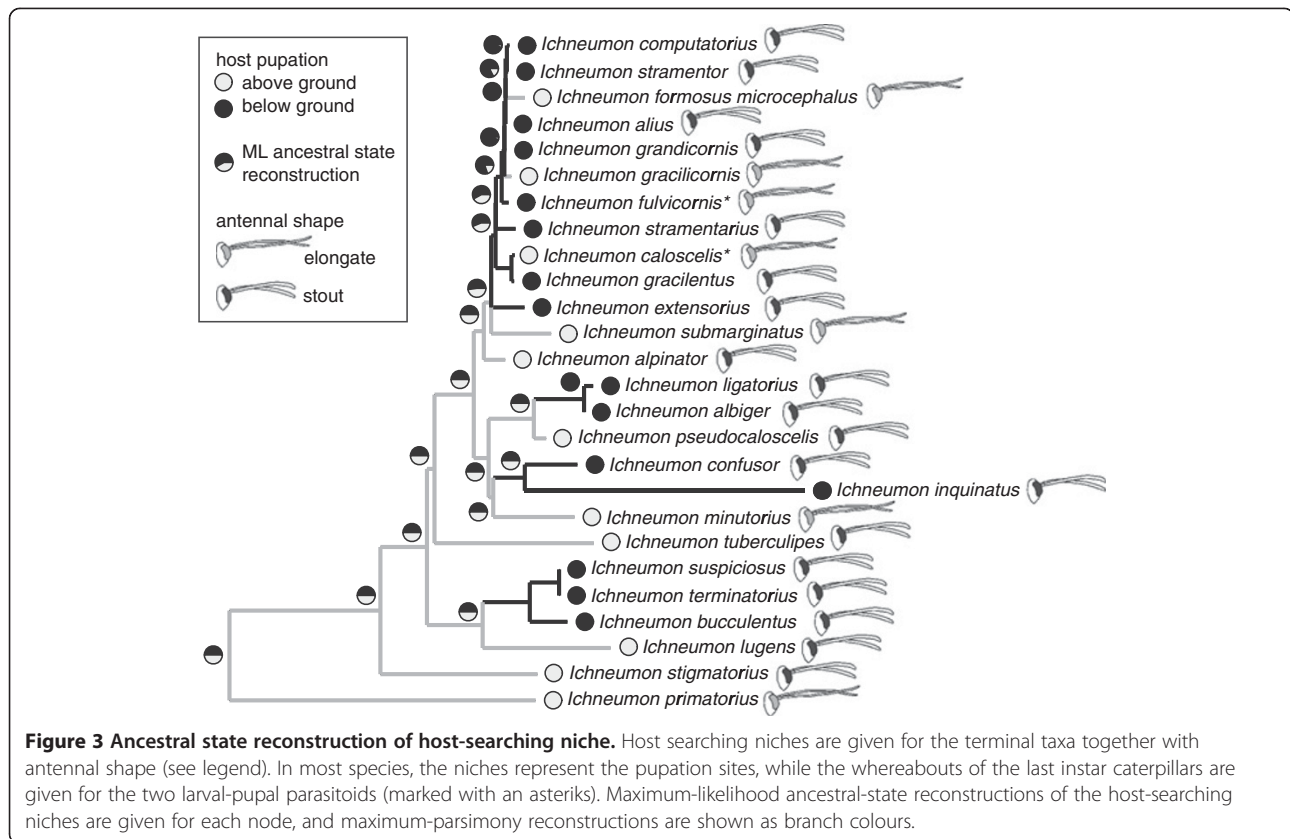 host pupation
above ground
below ground
ML ancestral state
reconstruction
antennal shape
elongate
stout
Ichneumon computatorius
Ichneumon stramentor
Ichneumon formosus microcephalus
Ichneumon alius
Ichneumon grandicornis
Ichneumon gracilicornis
Ichneumon fulvicornis*
Ichneumon stramentarius
Ichneumon caloscelis*
Ichneumon gracilentus
Ichneumon extensorius
Ichneumon submarginatus
Ichneumon alpinator
Ichneumon ligatorius
Ichneumon albiger
Ichneumon pseudocaloscelis
Ichneumon confusor
Ichneumon inquinatus
Ichneumon minutorius
Ichneumon tuberculipes
Ichneumon suspiciosus
Ichneumon terminatorius
Ichneumon bucculentus
Ichneumon lugens
Ichneumon stigmatorius
Ichneumon primatorius
Figure 3 Ancestral state reconstruction of host-searching niche. Host searching niches are given for the terminal taxa together with
antennal shape (see legend). In most species, the niches represent the pupation sites, while the whereabouts of the last instar caterpillars are
given for the two larval-pupal parasitoids (marked with an asteriks). Maximum-likelihood ancestral-state reconstructions of the host-searching
niches are given for each node, and maximum-parsimony reconstructions are shown as branch colours.